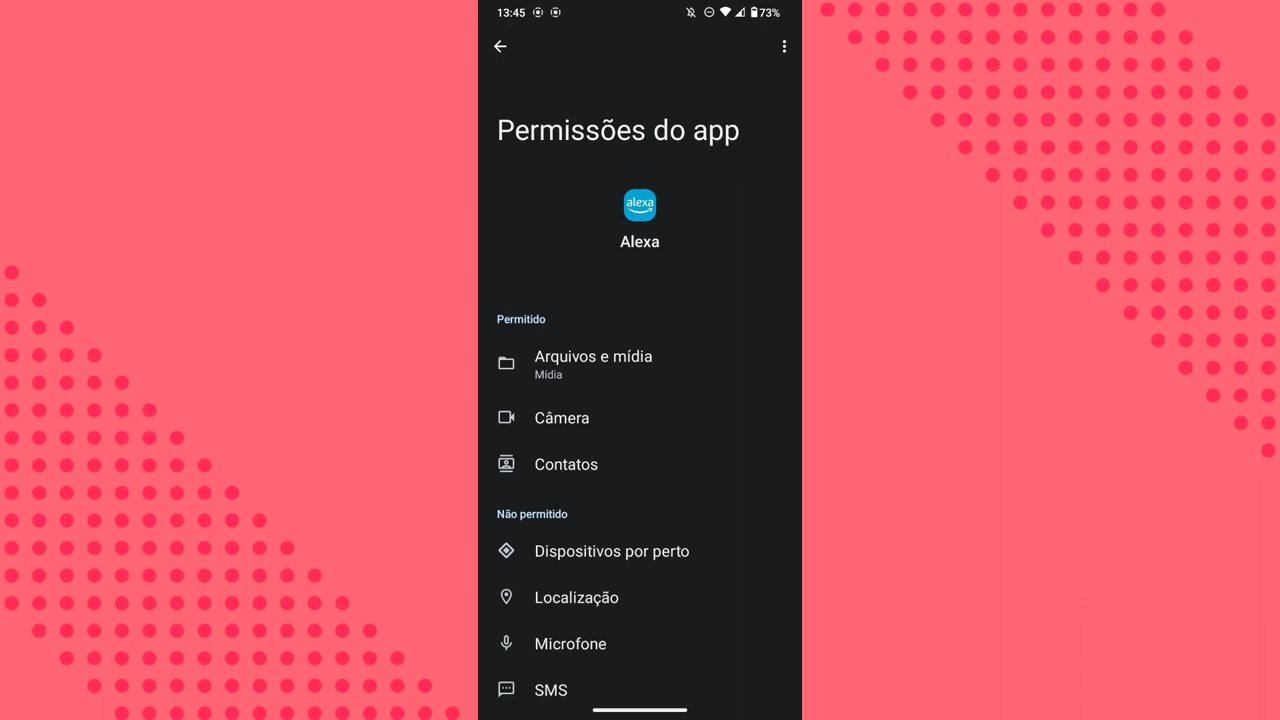 13:45 73%
Permissões do app
alexa
Alexa
Permitido
Arquivos e mídia
Mídia
Câmera
Contatos
Não permitido
Dispositivos por perto
Localização
Microfone
SMS